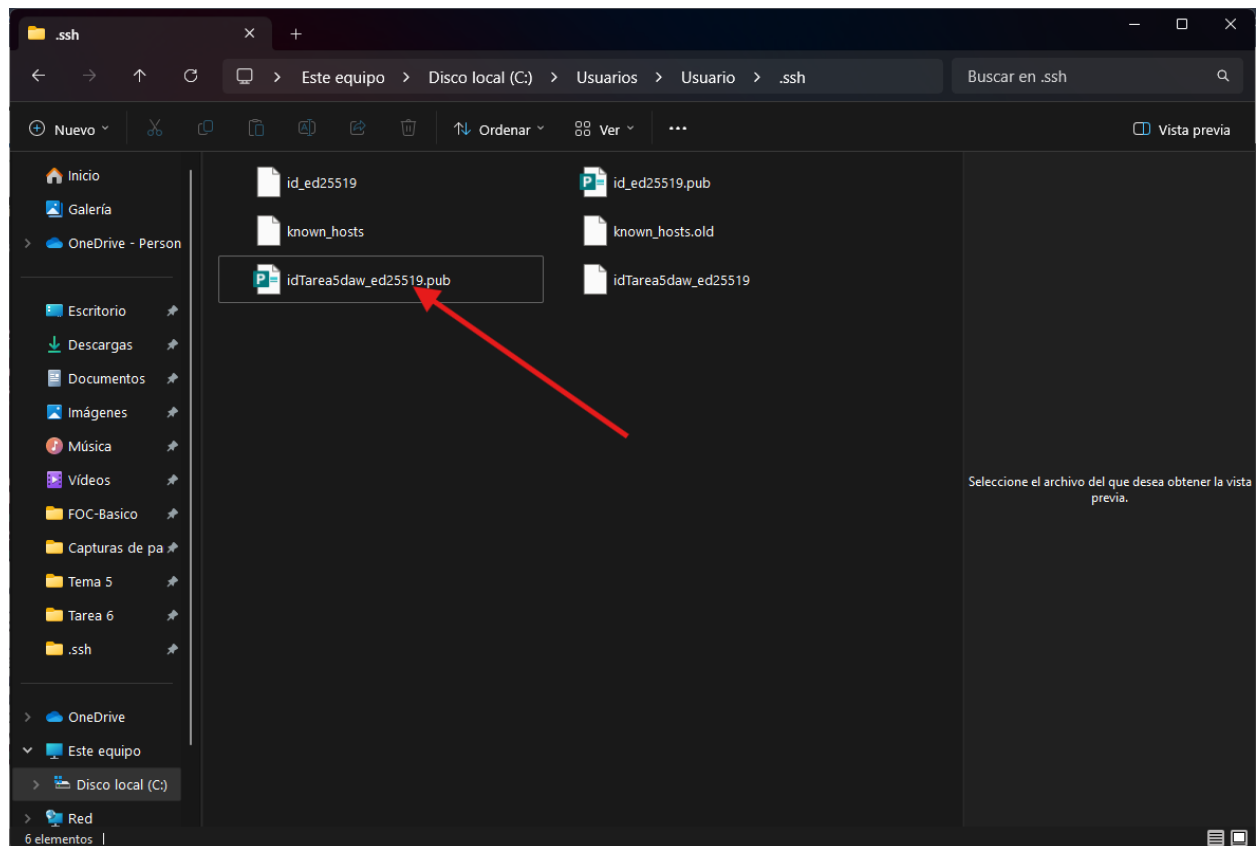 .ssh
Este equipo > Disco local (C:) > Usuarios > Usuario > .ssh
Buscar en .ssh
Nuevo
Ordenar
Ver
Vista previa
Inicio
Galería
OneDrive - Person
Escritorio
Descargas
Documentos
Imágenes
Música
Vídeos
FOC-Basico
Capturas de pa
Tema 5
Tarea 6
.ssh
OneDrive
Este equipo
Disco local (C:)
Red
id_ed25519
id_ed25519.pub
known_hosts
known_hosts.old
idTarea5daw_ed25519.pub
idTarea5daw_ed25519
Seleccione el archivo del que desea obtener la vista
previa.
6 elementos